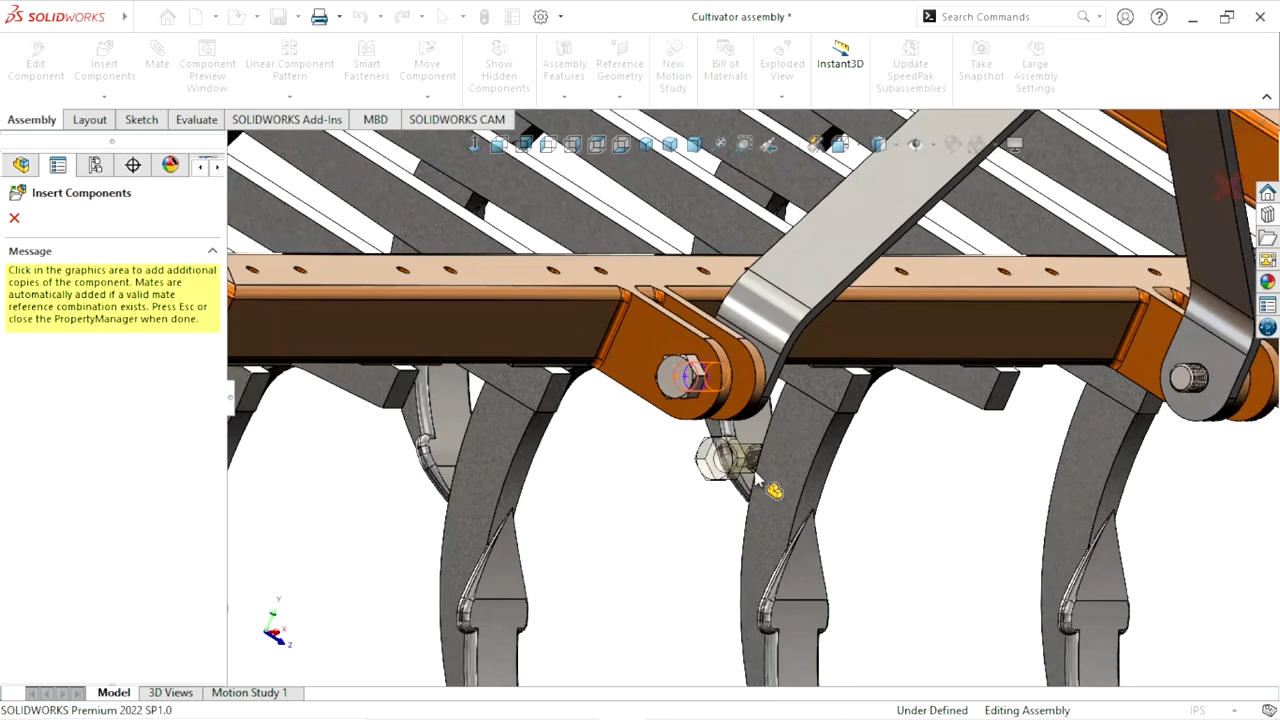 SOLIDWORKS
Cultivator assembly *
Search Commands
Edit Component
Insert Components
Mate
Component Preview Window
Linear Component Pattern
Smart Fasteners
Move Component
Show Hidden Components
Assembly Features
Reference Geometry
New Motion Study
Bill of Materials
Exploded View
Instant3D
Update SpeedPak Subassemblies
Take Snapshot
Large Assembly Settings
Assembly
Layout
Sketch
Evaluate
SOLIDWORKS Add-Ins
MBD
SOLIDWORKS CAM
Insert Components
Message
Click in the graphics area to add additional
copies of the component. Mates are
automatically added if a valid mate
reference combination exists. Press Esc or
close the PropertyManager when done.
Y
X
Z
Model
3D Views
Motion Study 1
SOLIDWORKS Premium 2022 SP1.0
Under Defined
Editing Assembly
IPS